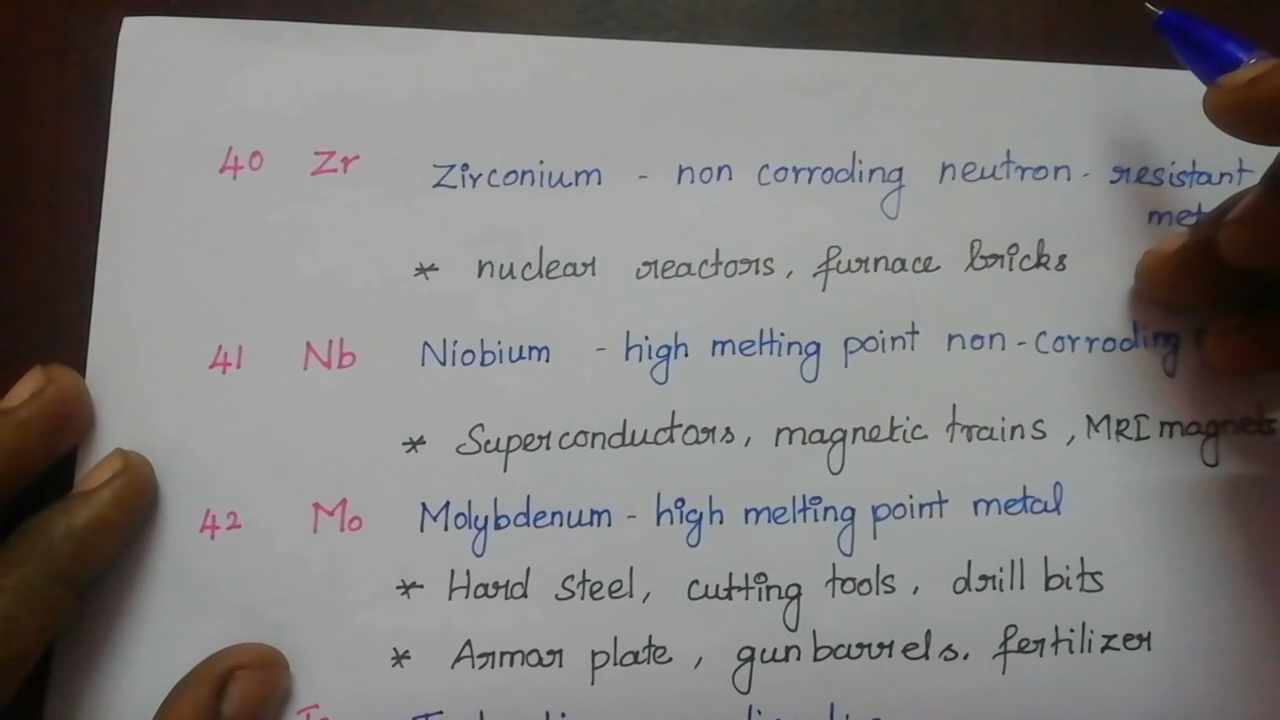 40 Zr Zirconium - non corroding neutron - resistant
met
* nuclear reactors, furnace bricks
41 Nb Niobium - high melting point non-corroding
* Superconductors, magnetic trains, MRI magnets
42 Mo Molybdenum - high melting point metal
* Hard steel, cutting tools, drill bits
* Armar plate, gun barrels. fertilizer